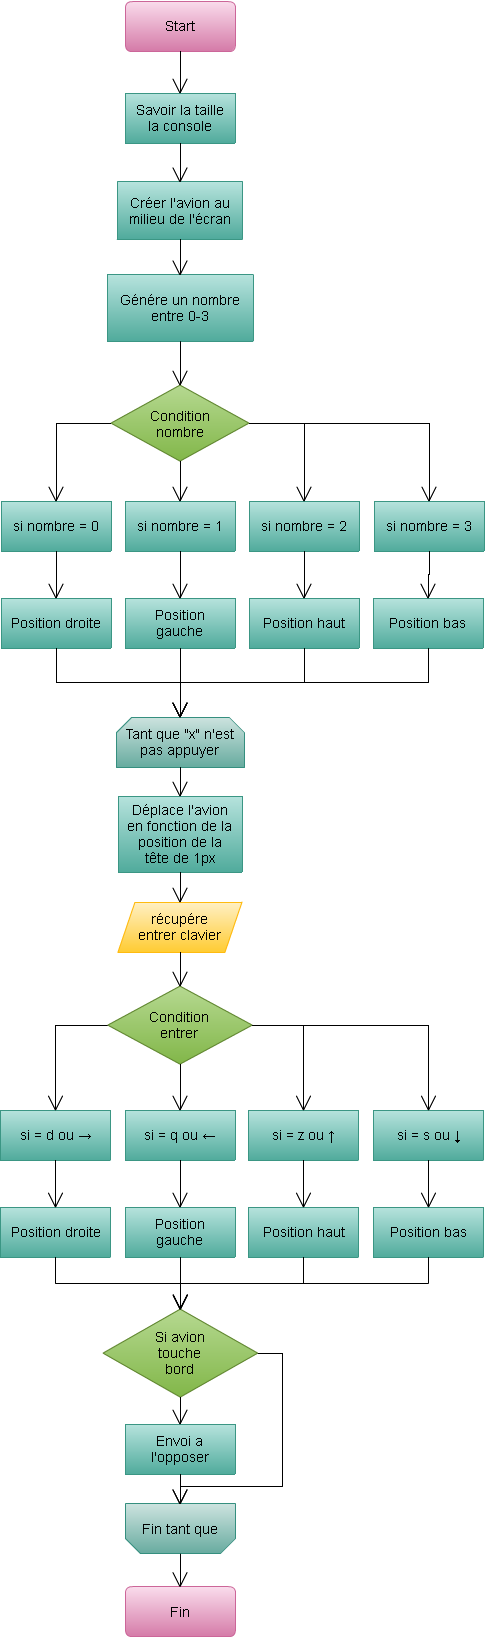 Start
Savoir la taille
la console
Créer l'avion au
milieu de l'écran
Génére un nombre
entre 0-3
Condition
nombre
si nombre = 0
si nombre = 1
si nombre = 2
si nombre = 3
Position droite
Position
gauche
Position haut
Position bas
Tant que "x" n'est
pas appuyer
Déplace l'avion
en fonction de la
position de la
tête de 1px
récupére
entrer clavier
Condition
entrer
si = d ou →
si = q ou ←
si = z ou ↑
si = s ou ↓
Position droite
Position
gauche
Position haut
Position bas
Si avion
touche
bord
Envoi a
l'opposer
Fin tant que
Fin